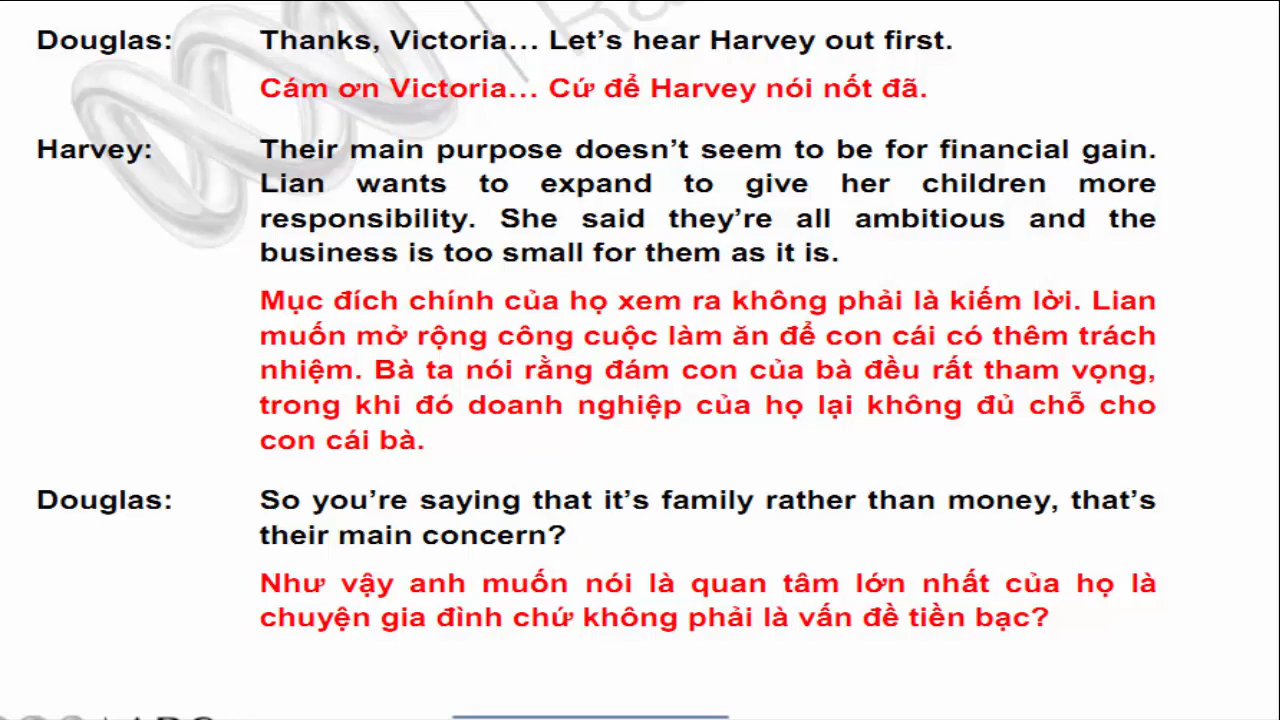 Douglas: Thanks, Victoria… Let's hear Harvey out first.
Cám ơn Victoria… Cứ để Harvey nói nốt đã.
Harvey: Their main purpose doesn't seem to be for financial gain.
Lian wants to expand to give her children more
responsibility. She said they're all ambitious and the
business is too small for them as it is.
Mục đích chính của họ xem ra không phải là kiếm lời. Lian
muốn mở rộng công cuộc làm ăn để con cái có thêm trách
nhiệm. Bà ta nói rằng đám con của bà đều rất tham vọng,
trong khi đó doanh nghiệp của họ lại không đủ chỗ cho
con cái bà.
Douglas: So you're saying that it's family rather than money, that's
their main concern?
Như vậy anh muốn nói là quan tâm lớn nhất của họ là
chuyện gia đình chứ không phải là vấn đề tiền bạc?